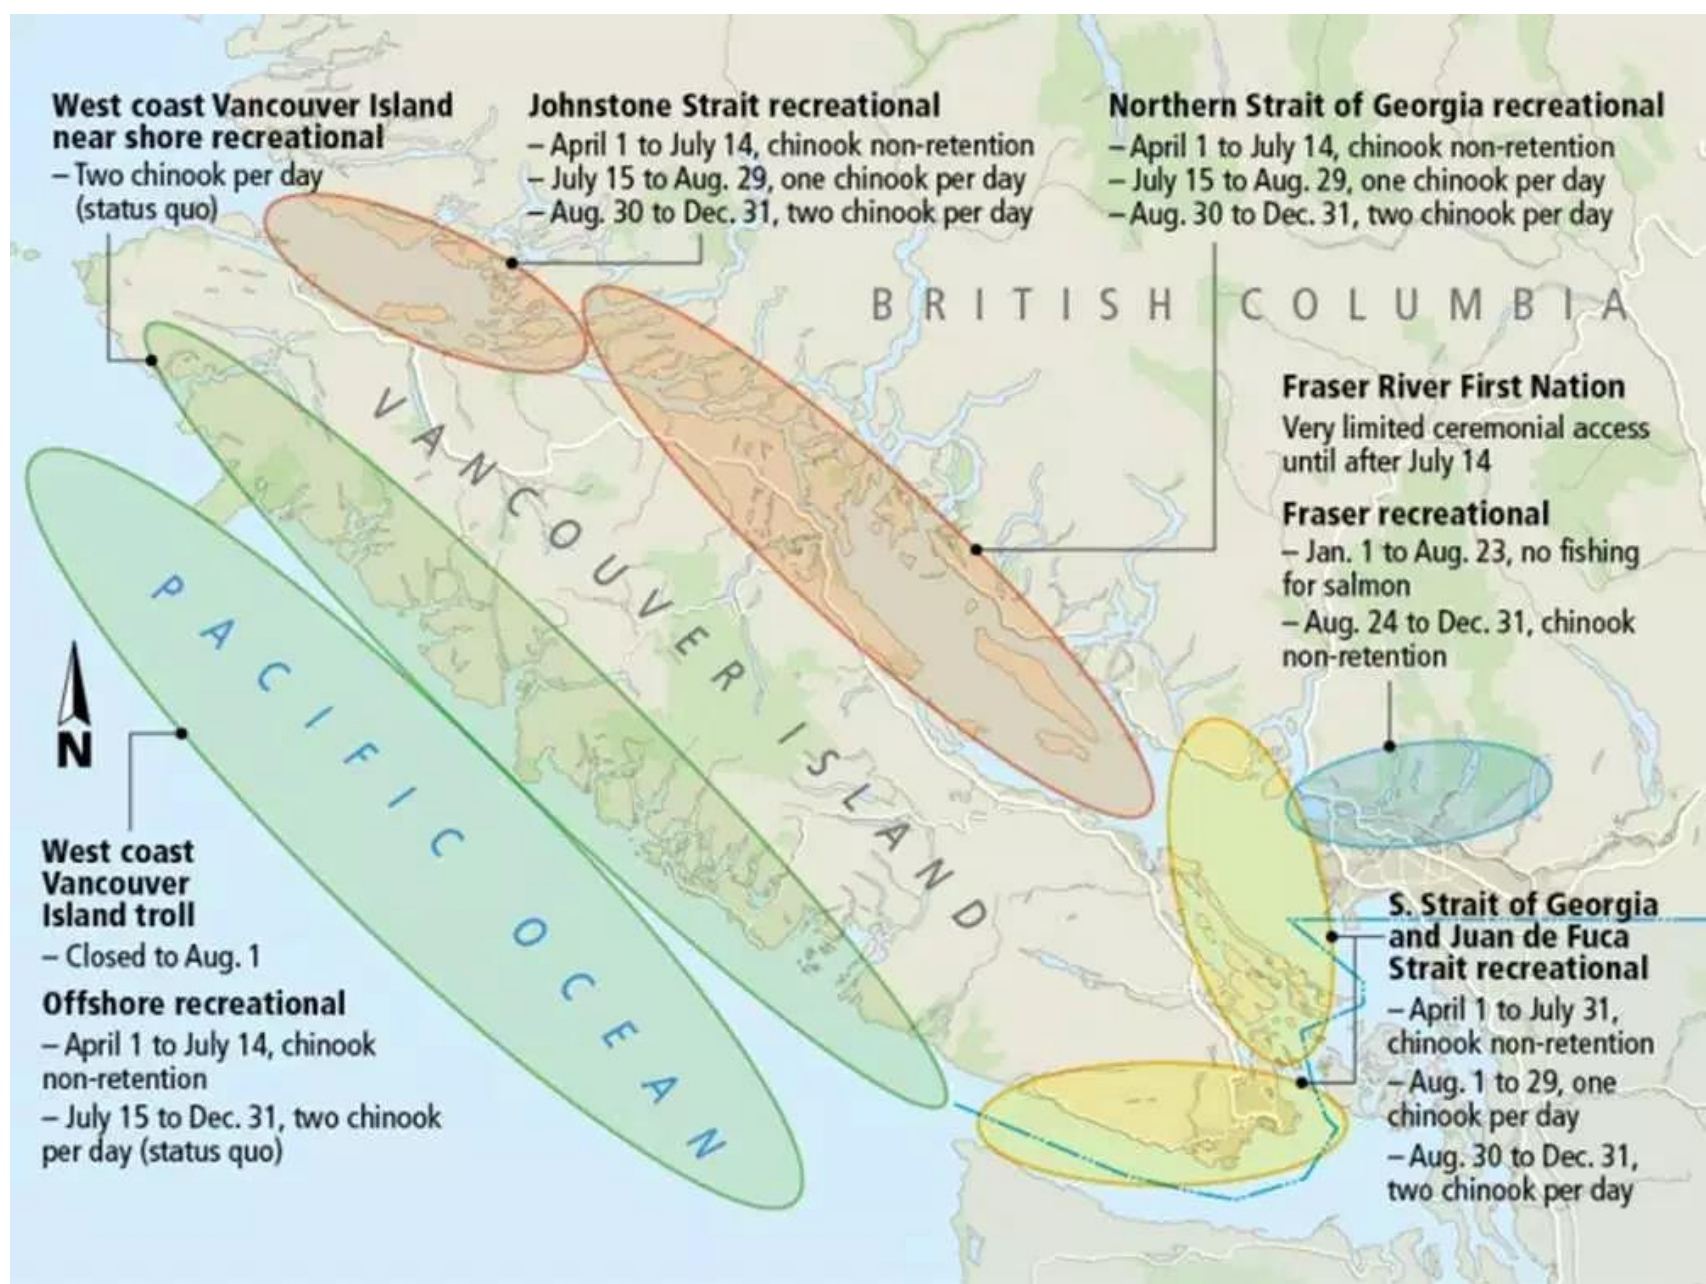 West coast Vancouver Island
near shore recreational
– Two chinook per day
(status quo)
Johnstone Strait recreational
– April 1 to July 14, chinook non-retention
– July 15 to Aug. 29, one chinook per day
– Aug. 30 to Dec. 31, two chinook per day
Northern Strait of Georgia recreational
– April 1 to July 14, chinook non-retention
– July 15 to Aug. 29, one chinook per day
– Aug. 30 to Dec. 31, two chinook per day
BRITISH COLUMBIA
Fraser River First Nation
Very limited ceremonial access
until after July 14
Fraser recreational
– Jan. 1 to Aug. 23, no fishing
for salmon
– Aug. 24 to Dec. 31, chinook
non-retention
VANCOUVER ISLAND
PACIFIC OCEAN
N
West coast
Vancouver
Island troll
– Closed to Aug. 1
Offshore recreational
– April 1 to July 14, chinook
non-retention
– July 15 to Dec. 31, two chinook
per day (status quo)
S. Strait of Georgia
and Juan de Fuca
Strait recreational
– April 1 to July 31,
chinook non-retention
– Aug. 1 to 29, one
chinook per day
– Aug. 30 to Dec. 31,
two chinook per day